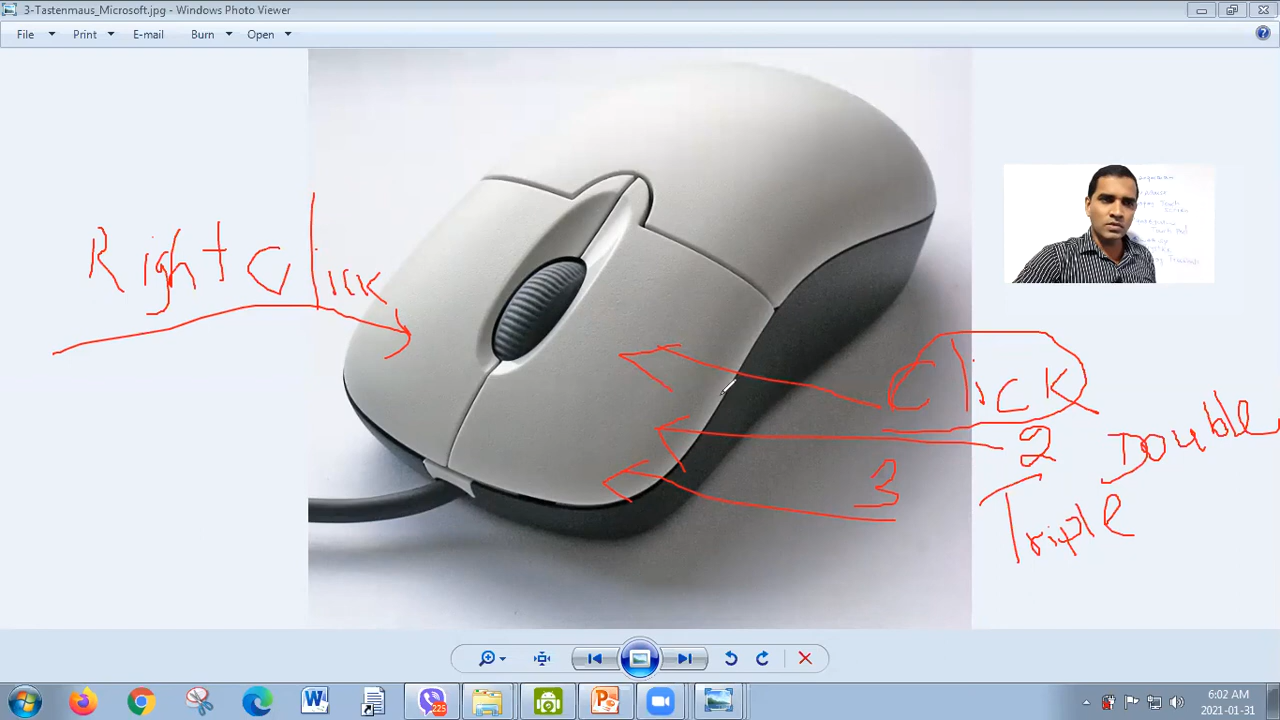 3-Tastenmaus_Microsoft.jpg - Windows Photo Viewer
File Print E-mail Burn Open
Right Click
Click
2 Double
3 Triple
225
6:02 AM
2021-01-31